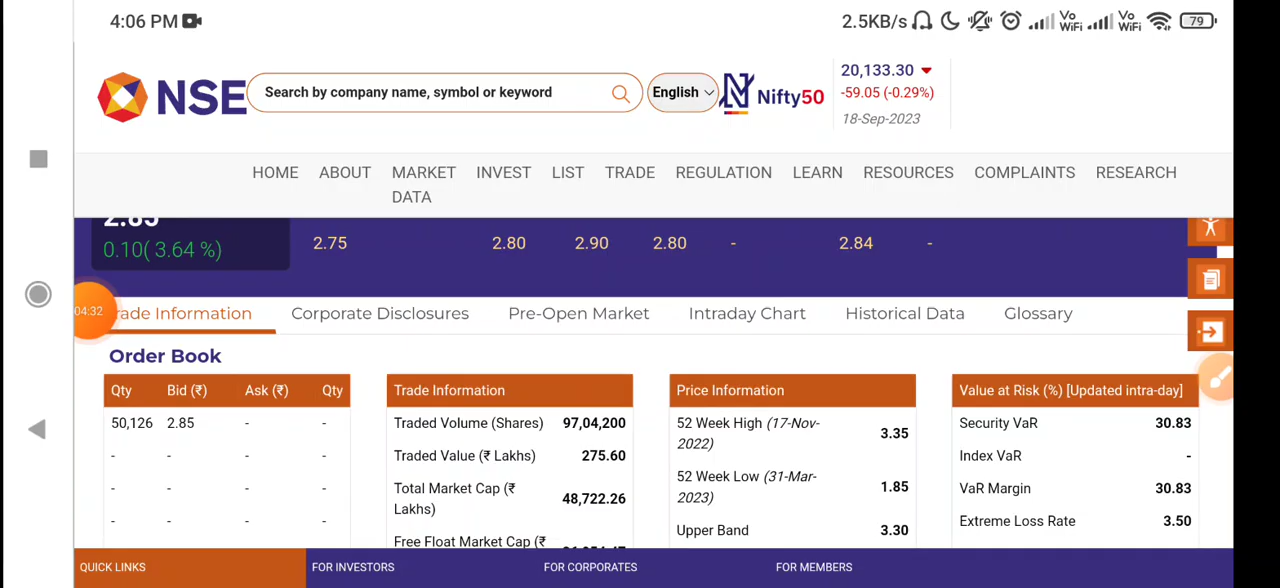 4:06 PM
2.5KB/s Vo WiFi Vo WiFi 79
NSE
Search by company name, symbol or keyword
English
Nifty50
20,133.30
-59.05 (-0.29%)
18-Sep-2023
HOME ABOUT MARKET DATA INVEST LIST TRADE REGULATION LEARN RESOURCES COMPLAINTS RESEARCH
2.85
0.10( 3.64 %)
2.75 2.80 2.90 2.80 - 2.84 -
04:32
rade Information Corporate Disclosures Pre-Open Market Intraday Chart Historical Data Glossary
Order Book
Qty Bid (₹) Ask (₹) Qty
50,126 2.85 - -
- - - -
- - - -
- - - -
Trade Information
Traded Volume (Shares) 97,04,200
Traded Value (₹ Lakhs) 275.60
Total Market Cap (₹
Lakhs) 48,722.26
Free Float Market Cap (₹
Price Information
52 Week High (17-Nov-
2022) 3.35
52 Week Low (31-Mar-
2023) 1.85
Upper Band 3.30
Value at Risk (%) [Updated intra-day]
Security VaR 30.83
Index VaR -
VaR Margin 30.83
Extreme Loss Rate 3.50
QUICK LINKS FOR INVESTORS FOR CORPORATES FOR MEMBERS